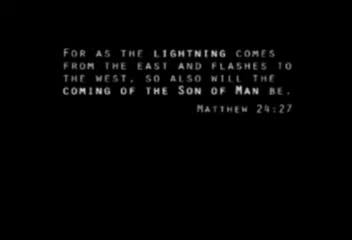 For as the lightning comes
from the east and flashes to
the west, so also will the
coming of the Son of Man be.
Matthew 24:27